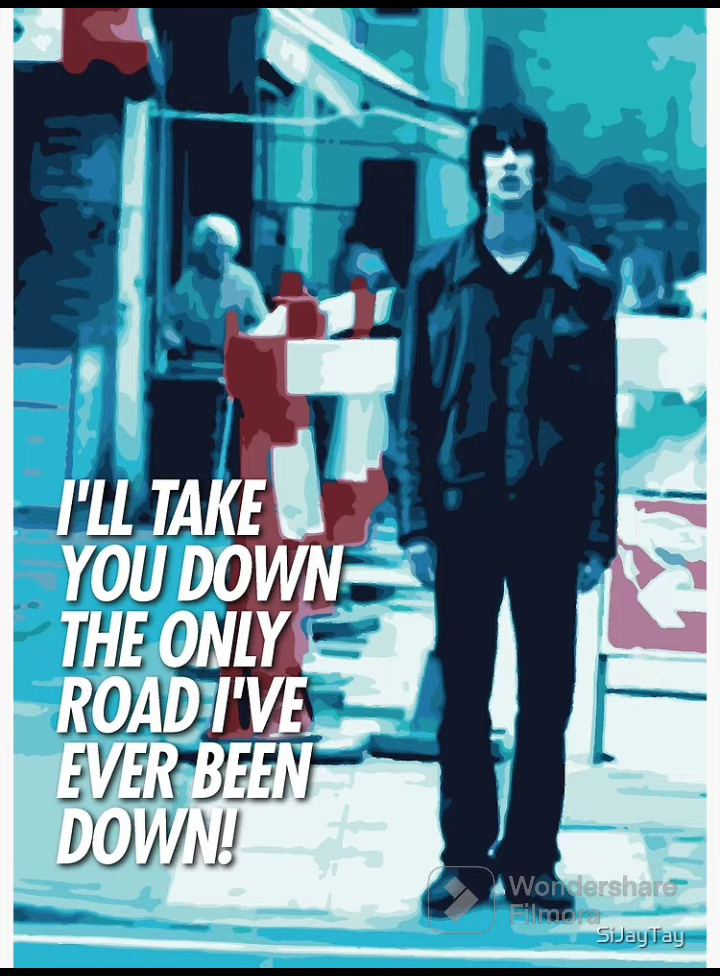 I'LL TAKE
YOU DOWN
THE ONLY
ROAD I'VE
EVER BEEN
DOWN!
Wondershare
Filmora
SiJayTay